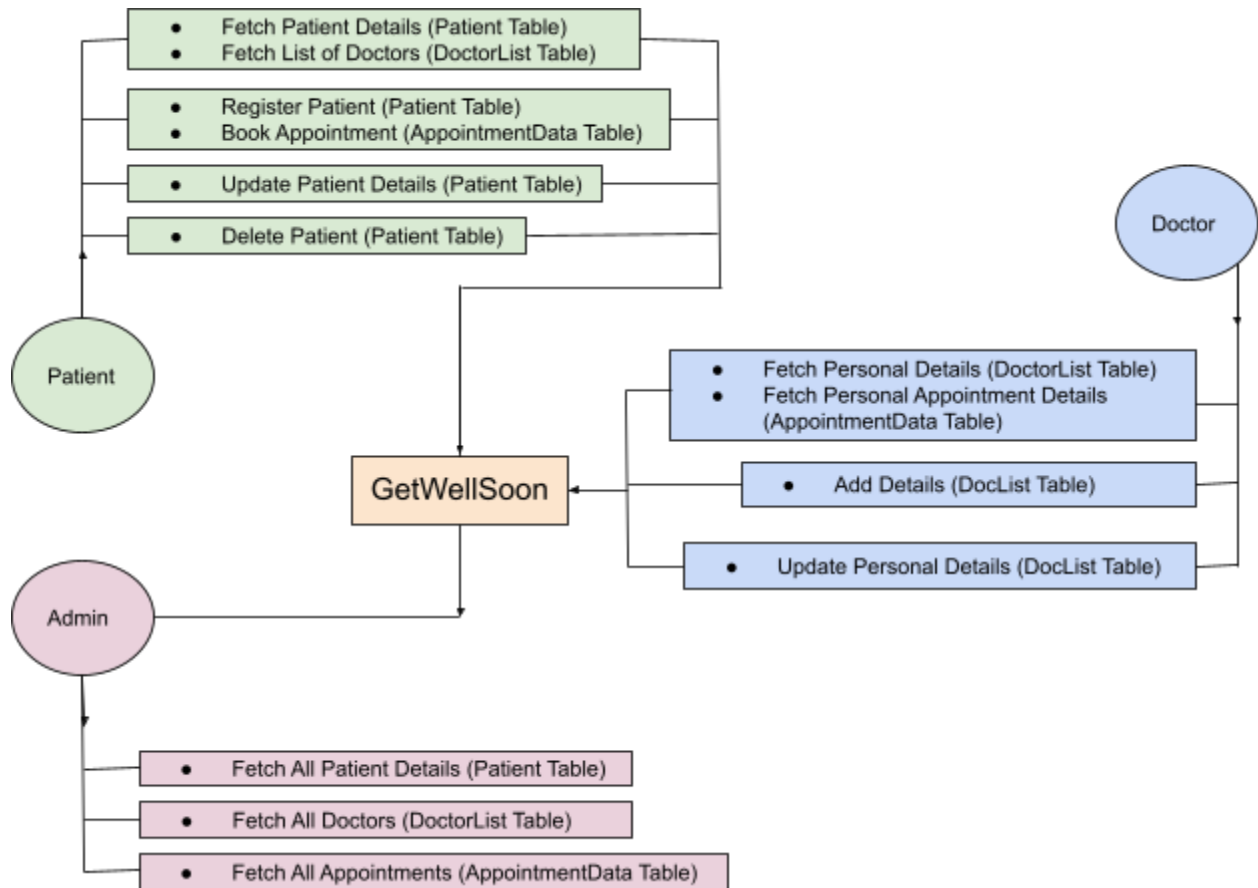 ● Fetch Patient Details (Patient Table)
● Fetch List of Doctors (DoctorList Table)
● Register Patient (Patient Table)
● Book Appointment (AppointmentData Table)
● Update Patient Details (Patient Table)
● Delete Patient (Patient Table)
Doctor
Patient
● Fetch Personal Details (DoctorList Table)
● Fetch Personal Appointment Details
(AppointmentData Table)
GetWellSoon
● Add Details (DocList Table)
● Update Personal Details (DocList Table)
Admin
● Fetch All Patient Details (Patient Table)
● Fetch All Doctors (DoctorList Table)
● Fetch All Appointments (AppointmentData Table)